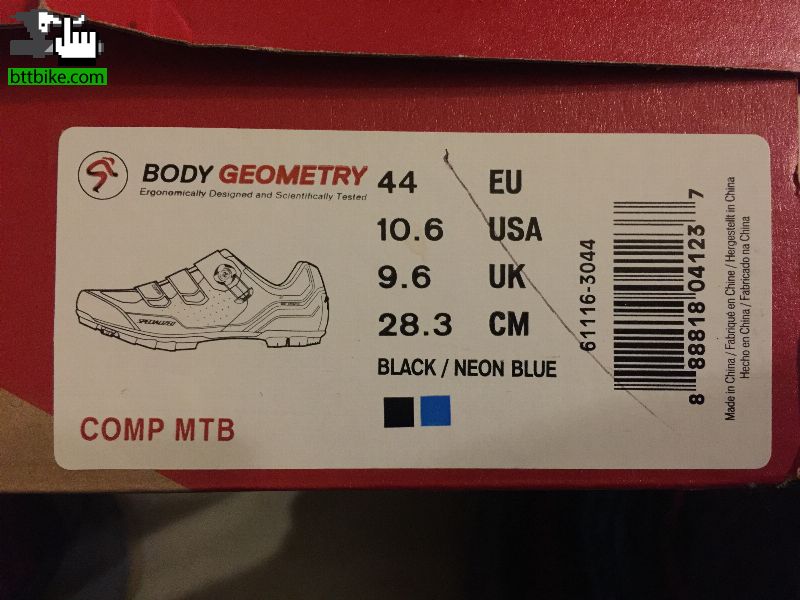 bttbike.com
BODY GEOMETRY
Ergonomically Designed and Scientifically Tested
44 EU
10.6 USA
9.6 UK
28.3 CM
BLACK / NEON BLUE
SPECIALIZED
COMP MTB
61116-3044
8 88818 04123 7
Made in China / Fabriqué en Chine / Hergestellt in China
Hecho en China / Fabricado na China